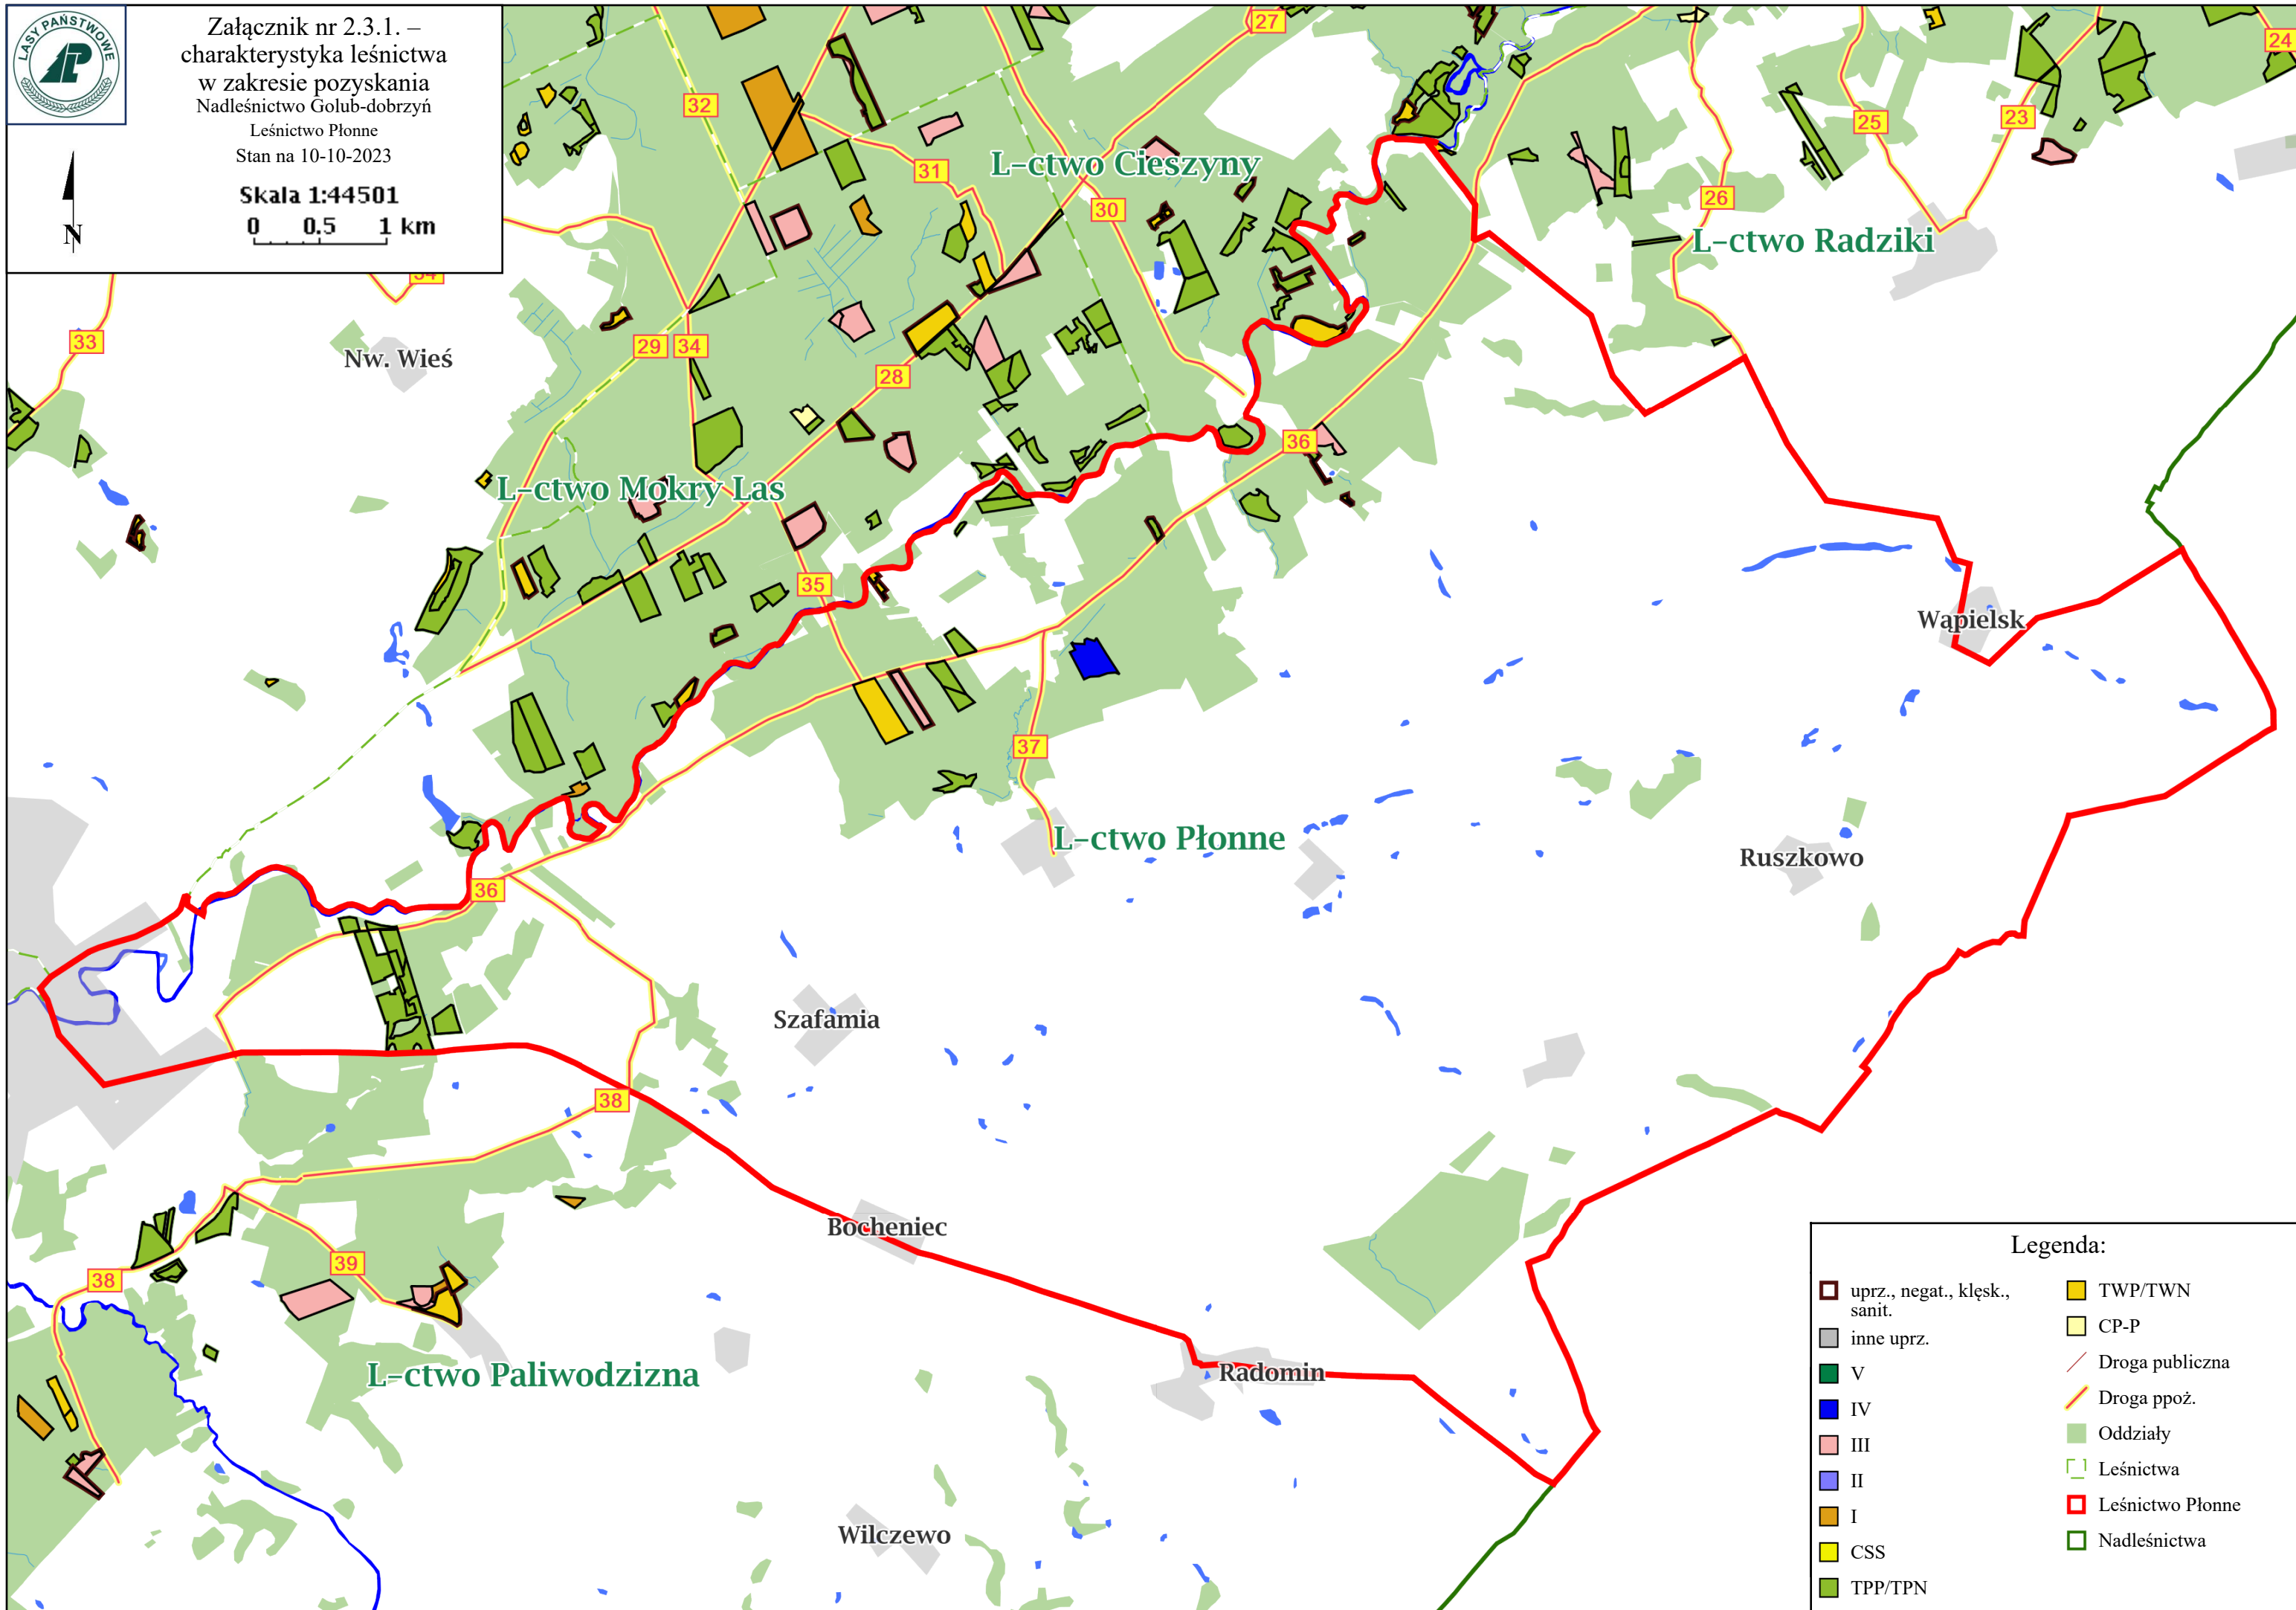 LASY PAŃSTWOWE
Załącznik nr 2.3.1. –
charakterystyka leśnictwa
w zakresie pozyskania
Nadleśnictwo Golub-dobrzyń
Leśnictwo Płonne
Stan na 10-10-2023
Skala 1:44501
0 0.5 1 km
N
27
24
32
25
23
31
L-ctwo Cieszyny
30
26
L-ctwo Radziki
34
33
Nw. Wieś
29
34
28
36
L-ctwo Mokry Las
35
Wąpielsk
37
L-ctwo Płonne
Ruszkowo
36
Szafamia
38
Bocheniec
39
38
L-ctwo Paliwodzizna
Radomin
Wilczewo
Legenda:
uprz., negat., klęsk.,
sanit.
inne uprz.
V
IV
III
II
I
CSS
TPP/TPN
TWP/TWN
CP-P
Droga publiczna
Droga ppoż.
Oddziały
Leśnictwa
Leśnictwo Płonne
Nadleśnictwa